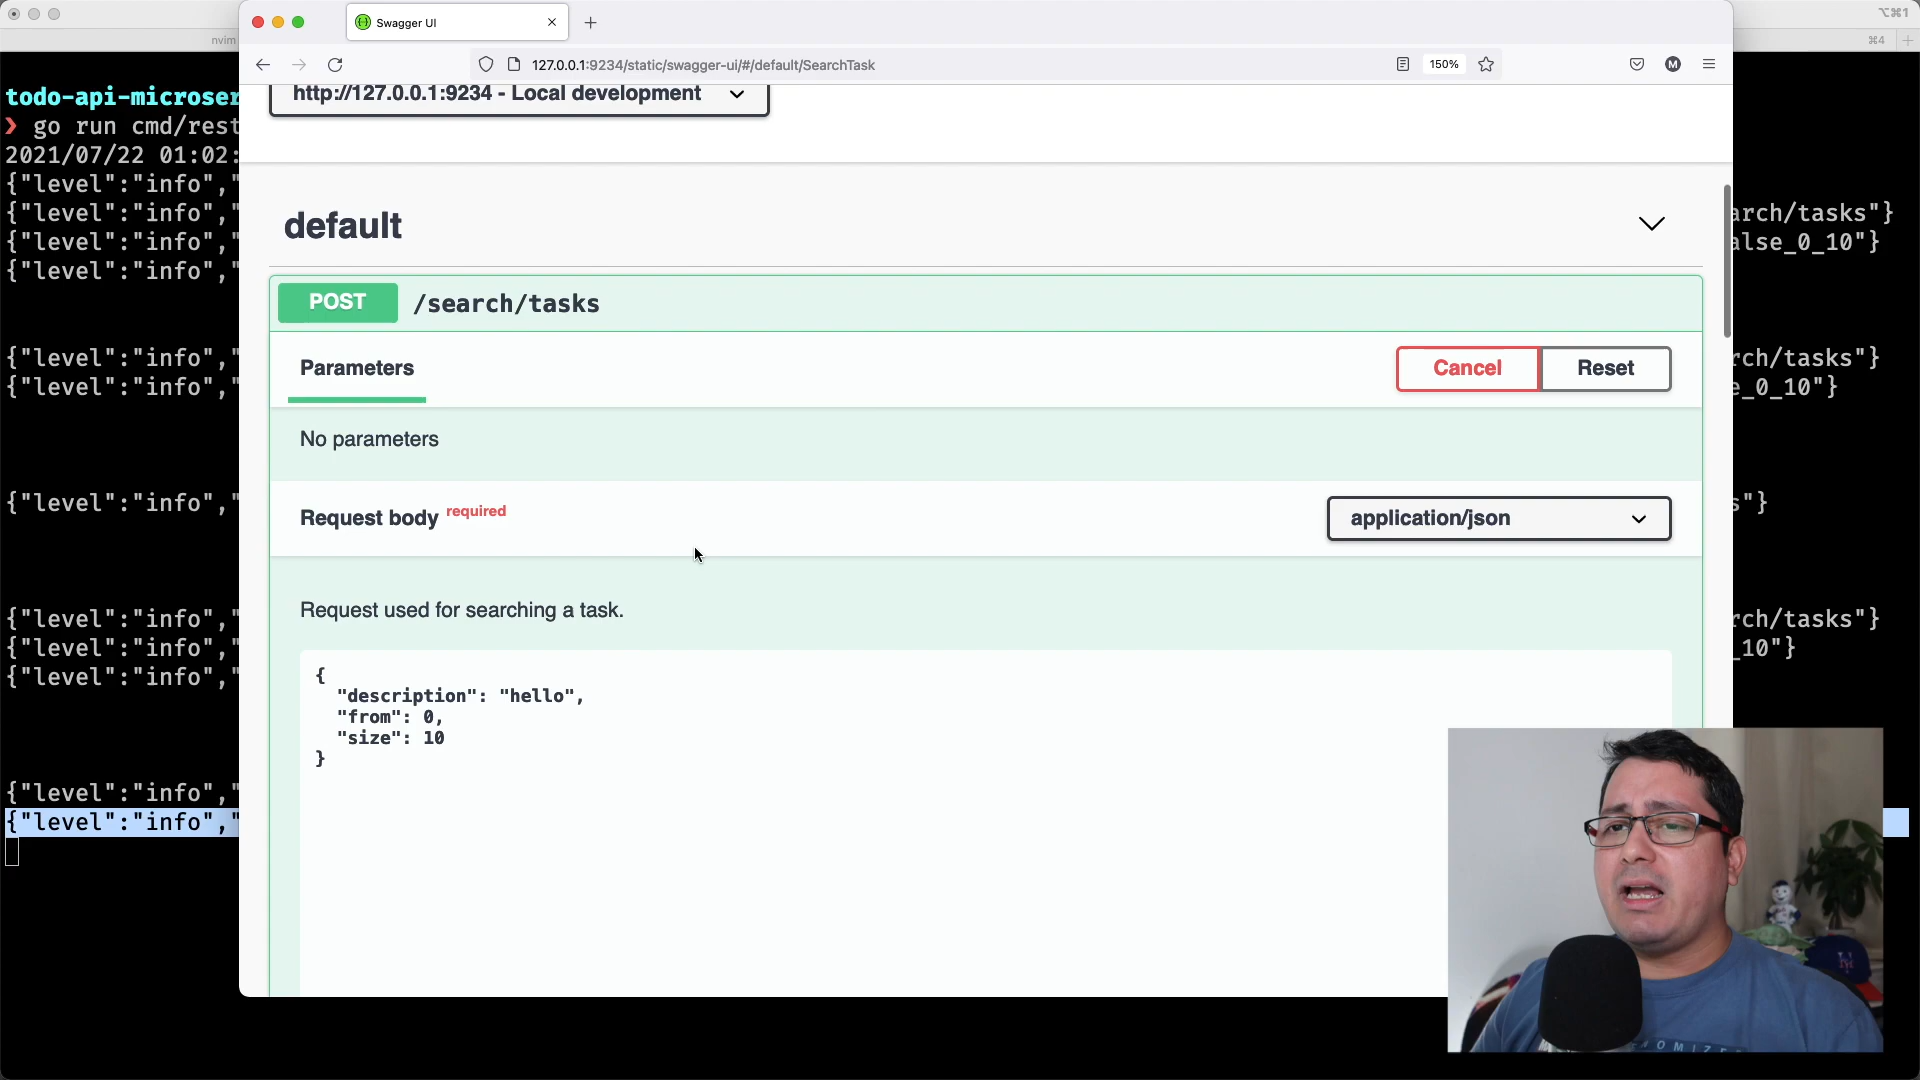 ⌥⌘1
nvim
⌘4
Swagger UI
127.0.0.1:9234/static/swagger-ui/#/default/SearchTask
150%
M
http://127.0.0.1:9234 - Local development
default
POST /search/tasks
Parameters
Cancel
Reset
No parameters
Request body required
application/json
Request used for searching a task.
{
"description": "hello",
"from": 0,
"size": 10
}
todo-api-microser
❯ go run cmd/rest
2021/07/22 01:02:
{"level":"info","
{"level":"info","
arch/tasks"}
{"level":"info","
alse_0_10"}
{"level":"info","
{"level":"info","
rch/tasks"}
{"level":"info","
e_0_10"}
{"level":"info","
s"}
{"level":"info","
rch/tasks"}
{"level":"info","
_10"}
{"level":"info","
{"level":"info","
{"level":"info","